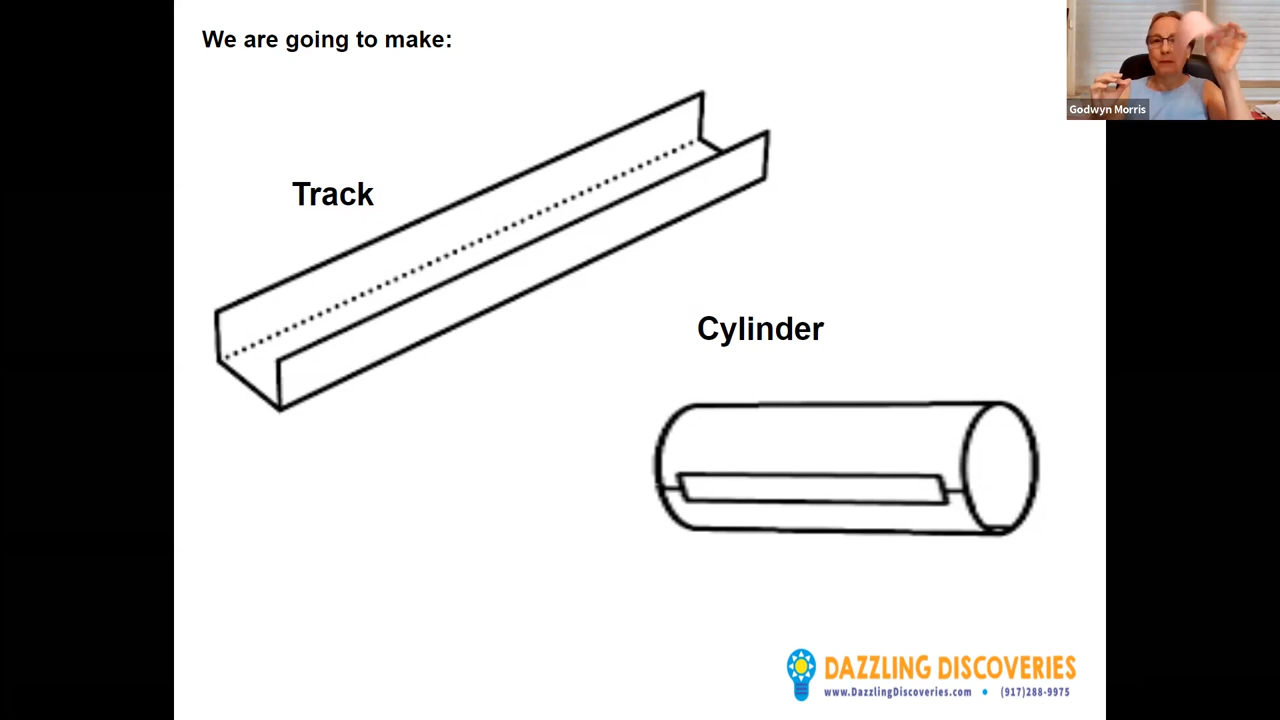 We are going to make:
Godwyn Morris
Track
Cylinder
DAZZLING DISCOVERIES
www.DazzlingDiscoveries.com • (917)288-9975